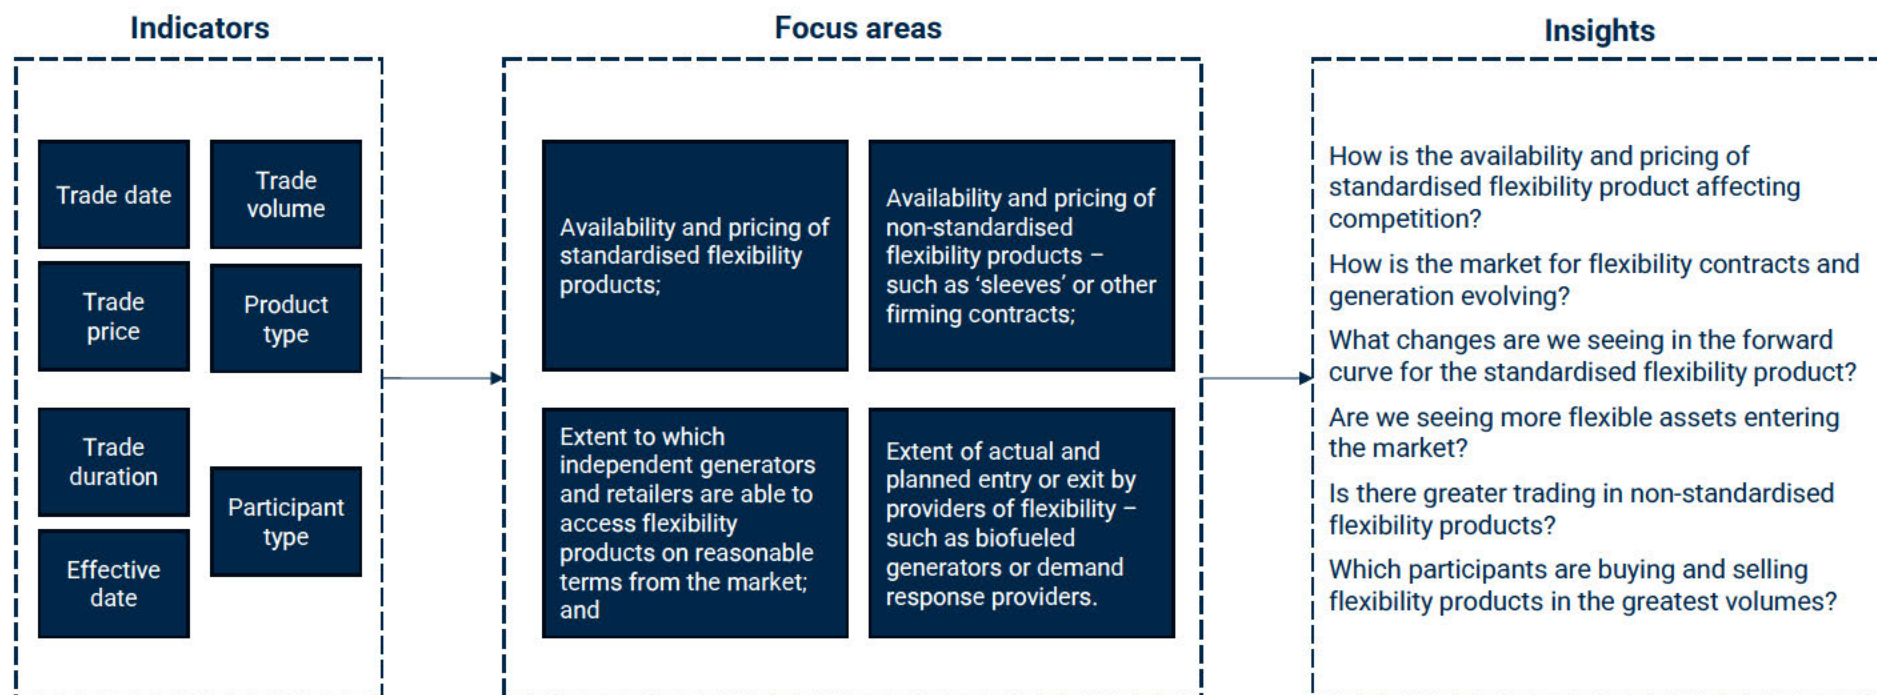 Indicators
Trade date
Trade
volume
Trade
price
Product
type
Trade
duration
Participant
type
Effective
date
Focus areas
Availability and pricing of
standardised flexibility
products;
Availability and pricing of
non-standardised
flexibility products –
such as ‘sleeves’ or other
firming contracts;
Extent to which
independent generators
and retailers are able to
access flexibility
products on reasonable
terms from the market;
and
Extent of actual and
planned entry or exit by
providers of flexibility –
such as biofueled
generators or demand
response providers.
Insights
How is the availability and pricing of
standardised flexibility product affecting
competition?
How is the market for flexibility contracts and
generation evolving?
What changes are we seeing in the forward
curve for the standardised flexibility product?
Are we seeing more flexible assets entering
the market?
Is there greater trading in non-standardised
flexibility products?
Which participants are buying and selling
flexibility products in the greatest volumes?